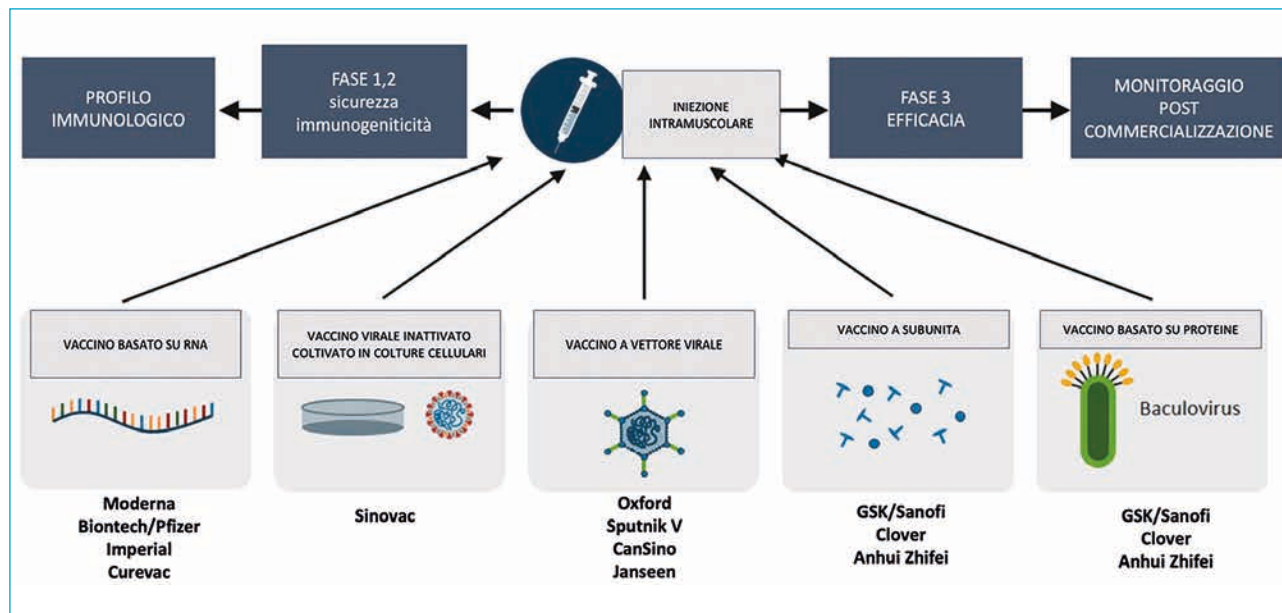 PROFILO
IMMUNOLOGICO
FASE 1,2
sicurezza
immunogeniticità
INIEZIONE
INTRAMUSCOLARE
FASE 3
EFFICACIA
MONITORAGGIO
POST
COMMERCIALIZZAZIONE
VACCINO BASATO SU RNA
VACCINO VIRALE INATTIVATO
COLTIVATO IN COLTURE CELLULARI
VACCINO A VETTORE VIRALE
VACCINO A SUBUNITA
VACCINO BASATO SU PROTEINE
Baculovirus
Moderna
Biontech/Pfizer
Imperial
Curevac
Sinovac
Oxford
Sputnik V
CanSino
Janseen
GSK/Sanofi
Clover
Anhui Zhifei
GSK/Sanofi
Clover
Anhui Zhifei